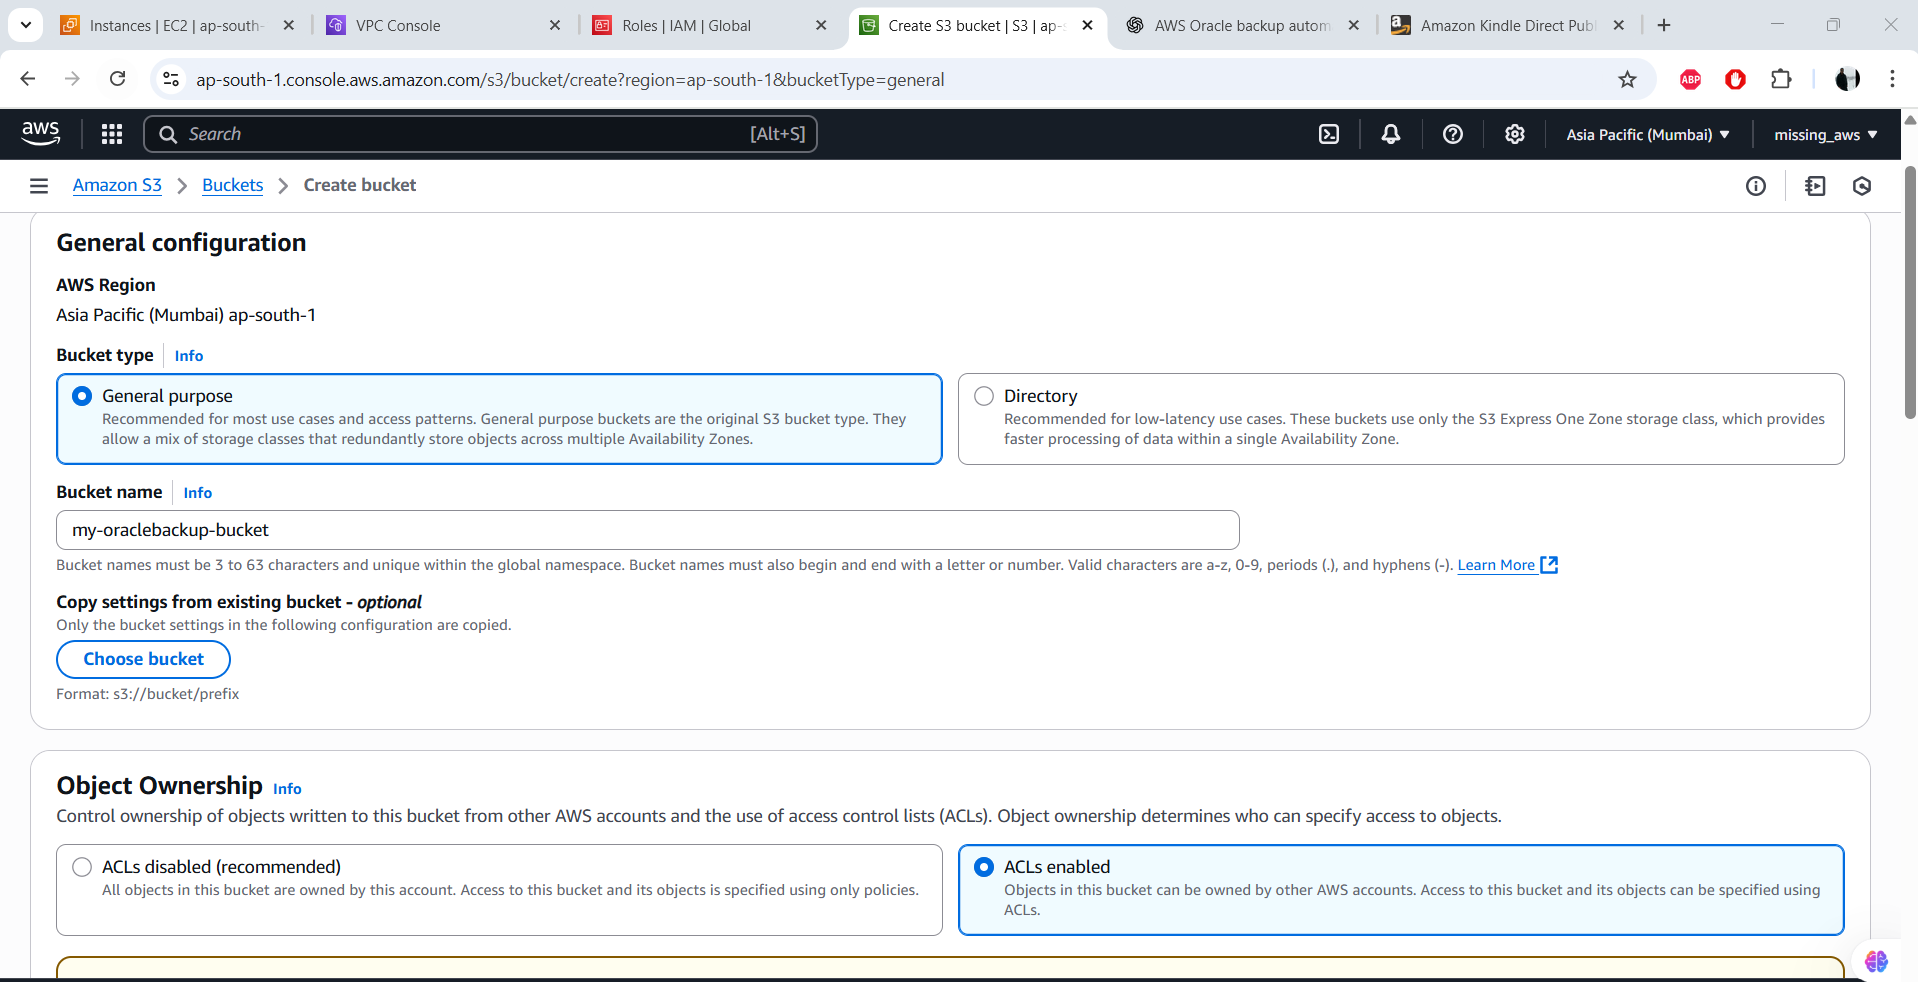 Instances | EC2 | ap-south-
VPC Console
Roles | IAM | Global
Create S3 bucket | S3 | ap-s
AWS Oracle backup autom
Amazon Kindle Direct Publ
ap-south-1.console.aws.amazon.com/s3/bucket/create?region=ap-south-1&bucketType=general
ABP
aws
Search
[Alt+S]
Asia Pacific (Mumbai)
missing_aws
Amazon S3
Buckets
Create bucket
General configuration
AWS Region
Asia Pacific (Mumbai) ap-south-1
Bucket type
Info
General purpose
Recommended for most use cases and access patterns. General purpose buckets are the original S3 bucket type. They
allow a mix of storage classes that redundantly store objects across multiple Availability Zones.
Directory
Recommended for low-latency use cases. These buckets use only the S3 Express One Zone storage class, which provides
faster processing of data within a single Availability Zone.
Bucket name
Info
my-oraclebackup-bucket
Bucket names must be 3 to 63 characters and unique within the global namespace. Bucket names must also begin and end with a letter or number. Valid characters are a-z, 0-9, periods (.), and hyphens (-). Learn More
Copy settings from existing bucket - optional
Only the bucket settings in the following configuration are copied.
Choose bucket
Format: s3://bucket/prefix
Object Ownership
Info
Control ownership of objects written to this bucket from other AWS accounts and the use of access control lists (ACLs). Object ownership determines who can specify access to objects.
ACLs disabled (recommended)
All objects in this bucket are owned by this account. Access to this bucket and its objects is specified using only policies.
ACLs enabled
Objects in this bucket can be owned by other AWS accounts. Access to this bucket and its objects can be specified using
ACLs.